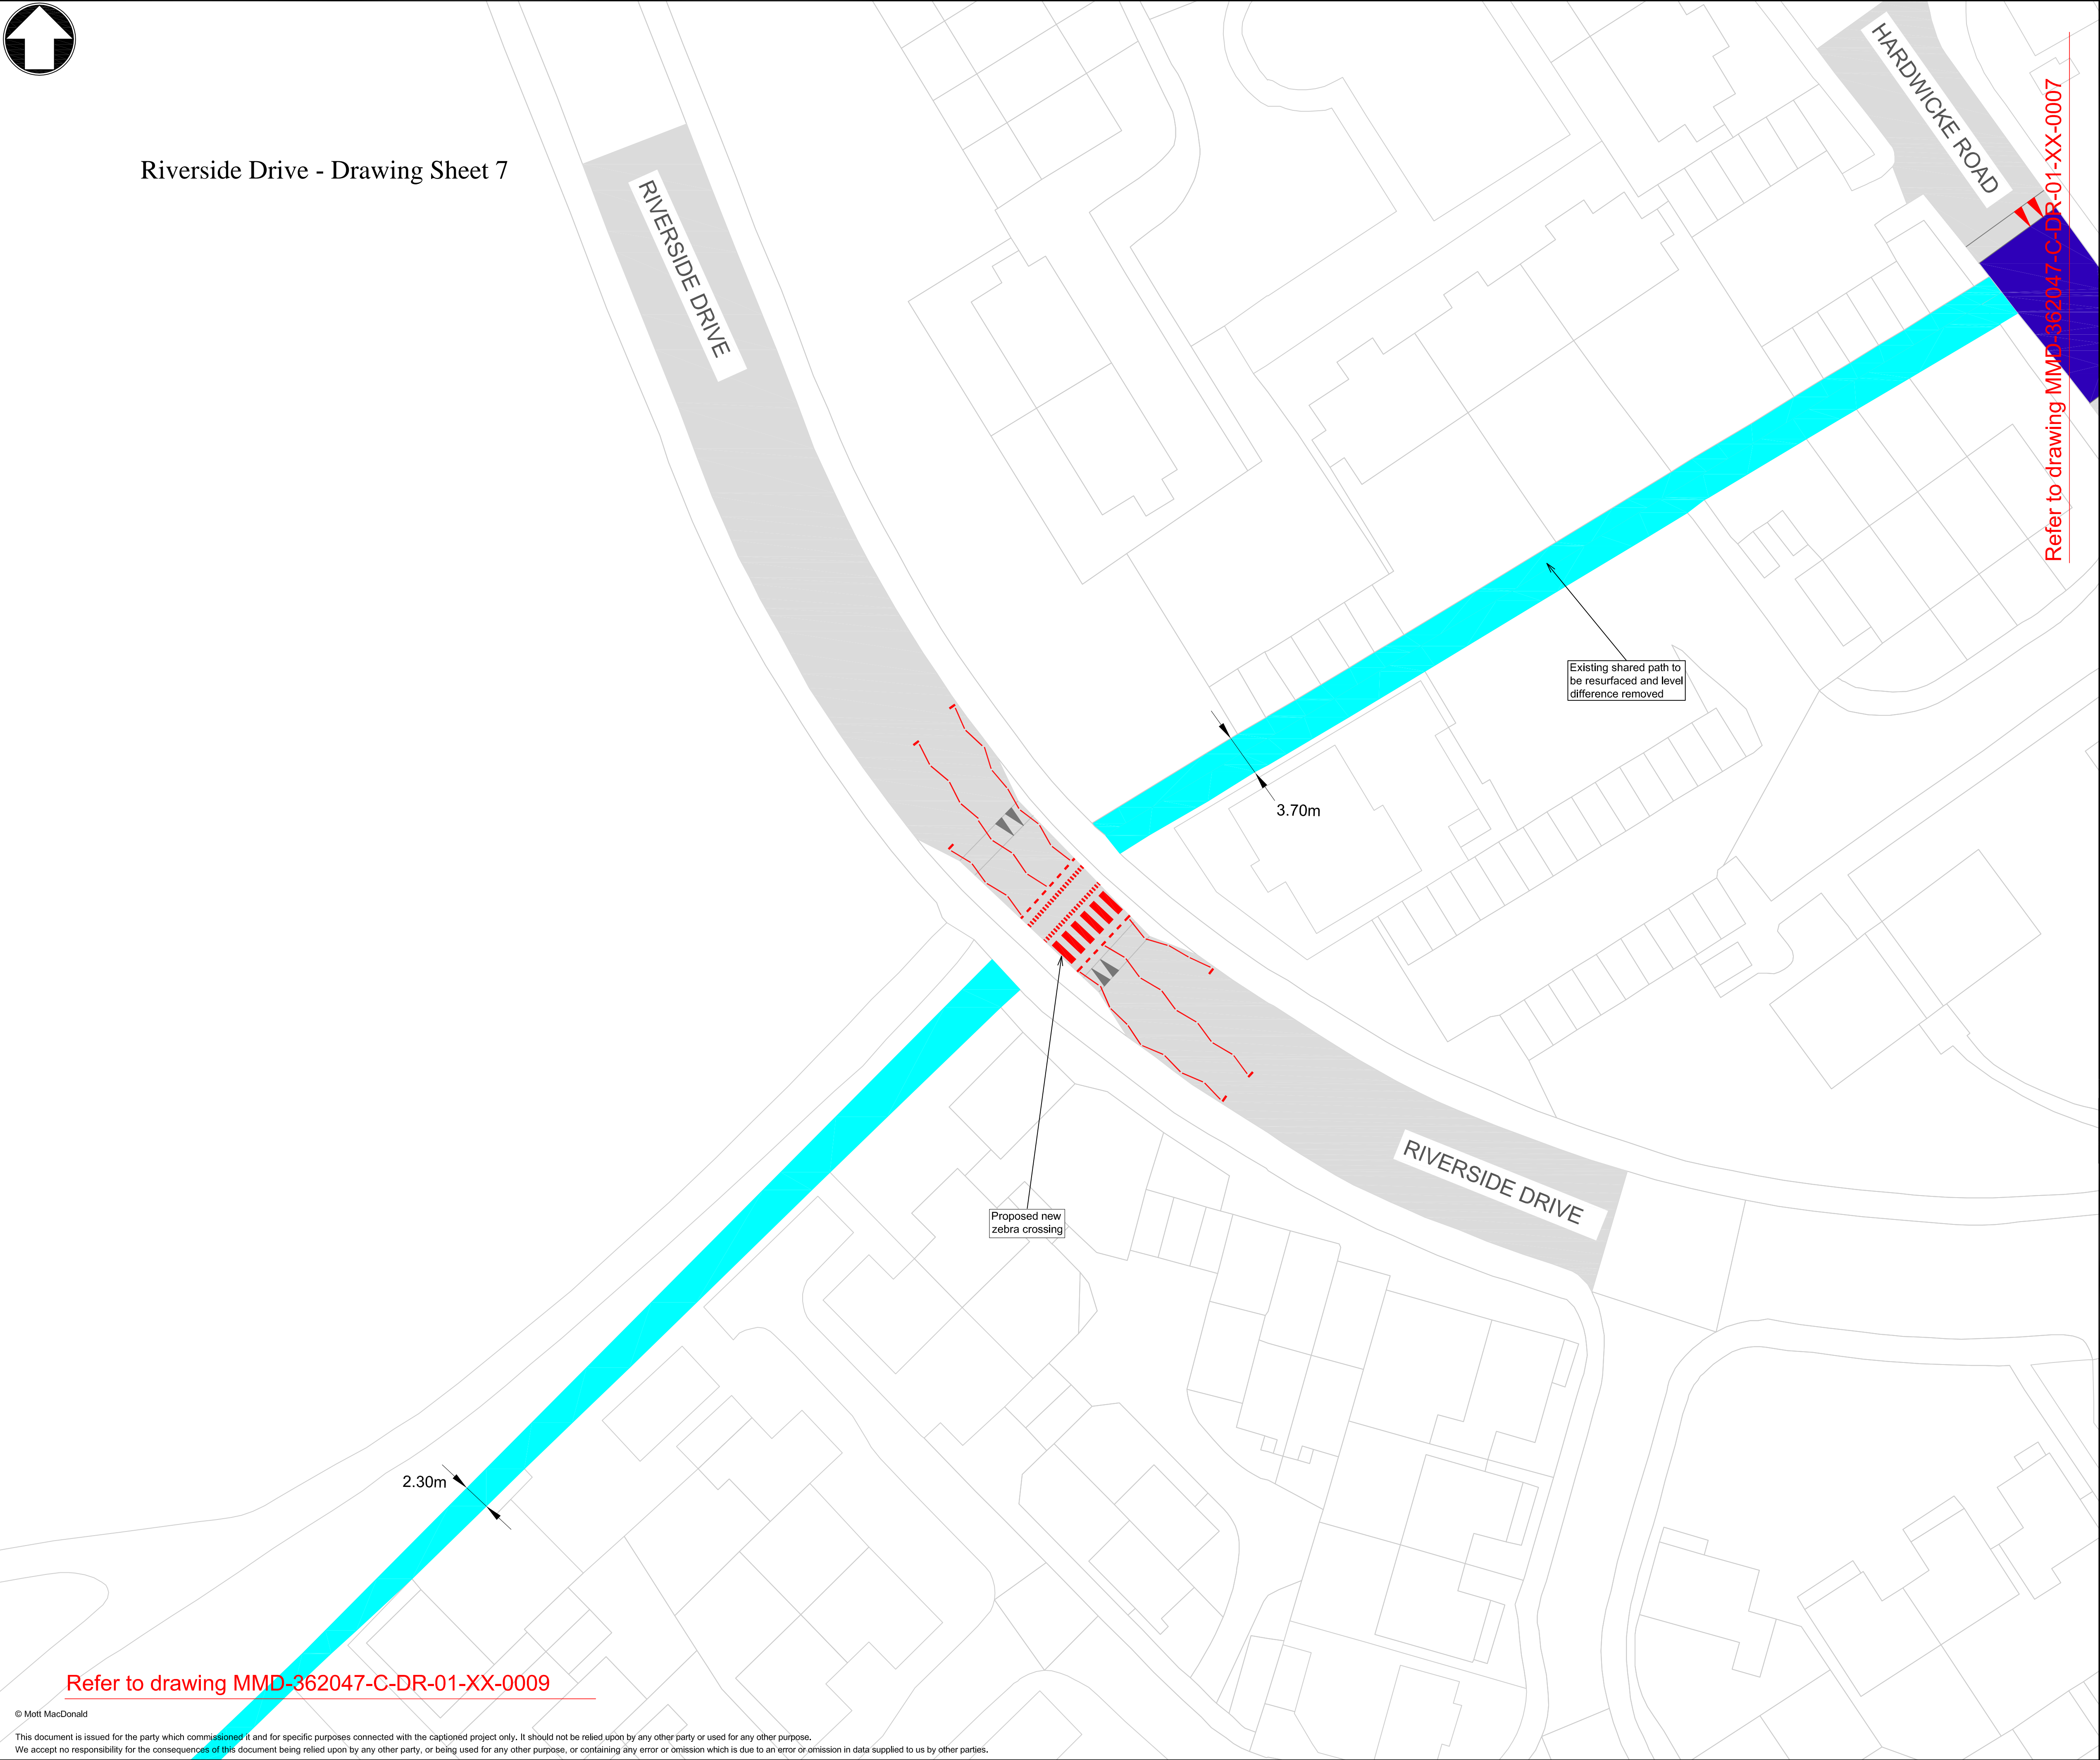 HARDWICKE ROAD
Refer to drawing MMD-362047-C-DR-01-XX-0007
Riverside Drive - Drawing Sheet 7
RIVERSIDE DRIVE
Existing shared path to
be resurfaced and level
difference removed
3.70m
RIVERSIDE DRIVE
Proposed new
zebra crossing
2.30m
Refer to drawing MMD-362047-C-DR-01-XX-0009
© Mott MacDonald
This document is issued for the party which commissioned it and for specific purposes connected with the captioned project only. It should not be relied upon by any other party or used for any other purpose.
We accept no responsibility for the consequences of this document being relied upon by any other party, or being used for any other purpose, or containing any error or omission which is due to an error or omission in data supplied to us by other parties.